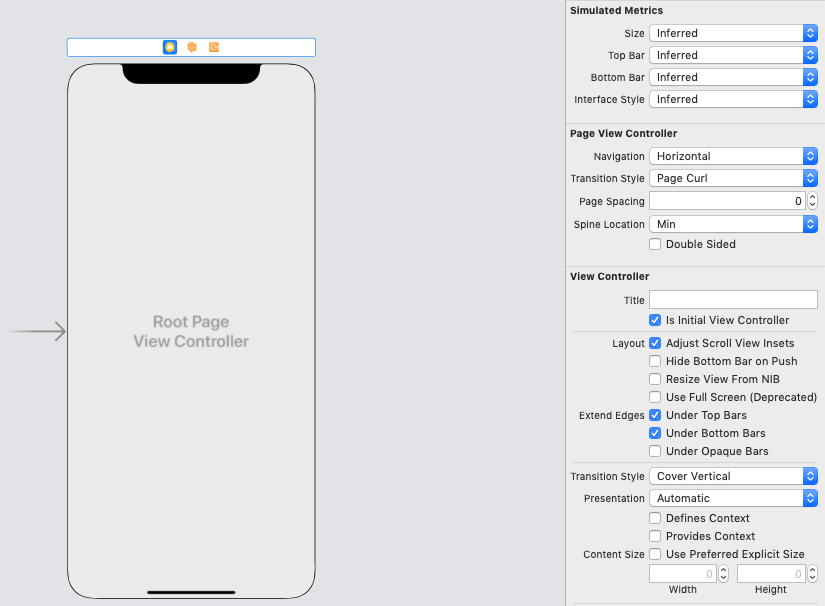 Root Page
View Controller
Simulated Metrics
Size Inferred
Top Bar Inferred
Bottom Bar Inferred
Interface Style Inferred
Page View Controller
Navigation Horizontal
Transition Style Page Curl
Page Spacing 0
Spine Location Min
Double Sided
View Controller
Title
Is Initial View Controller
Layout Adjust Scroll View Insets
Hide Bottom Bar on Push
Resize View From NIB
Use Full Screen (Deprecated)
Extend Edges Under Top Bars
Under Bottom Bars
Under Opaque Bars
Transition Style Cover Vertical
Presentation Automatic
Defines Context
Provides Context
Content Size Use Preferred Explicit Size
0 0
Width Height